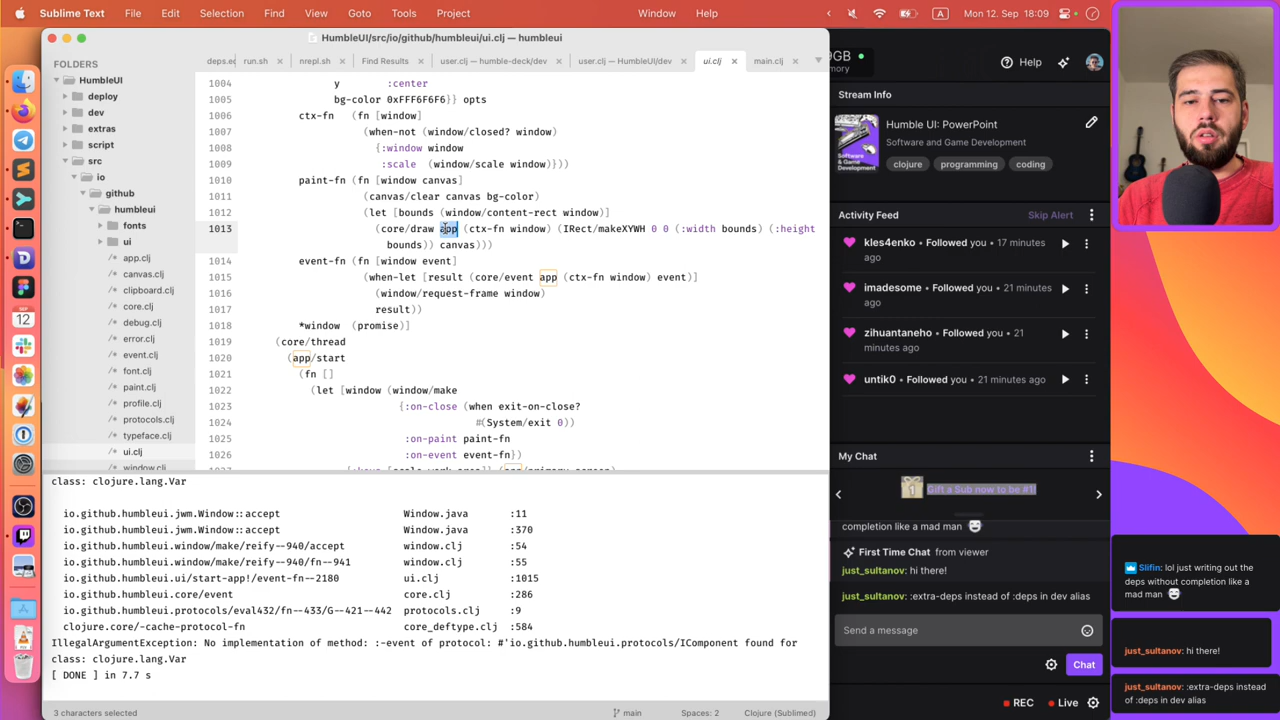 Sublime Text File Edit Selection Find View Goto Tools Project Window Help A Mon 12. Sep 18:09
HumbleUI/src/io/github/humbleui/ui.clj — humbleui
FOLDERS
HumbleUI
deploy
dev
extras
script
src
io
github
humbleui
fonts
ui
app.clj
canvas.clj
clipboard.clj
core.clj
debug.clj
error.clj
event.clj
font.clj
paint.clj
profile.clj
protocols.clj
typeface.clj
ui.clj
window.clj
SEP
12
deps.e
run.sh
nrepl.sh
Find Results
user.clj — humble-deck/dev
user.clj — HumbleUI/dev
ui.clj
main.clj
1004 y :center
1005 bg-color 0xFFF6F6F6}} opts
1006 ctx-fn (fn [window]
1007 (when-not (window/closed? window)
1008 {:window window
1009 :scale (window/scale window)}))
1010 paint-fn (fn [window canvas]
1011 (canvas/clear canvas bg-color)
1012 (let [bounds (window/content-rect window)]
1013 (core/draw app (ctx-fn window) (IRect/makeXYWH 0 0 (:width bounds) (:height
bounds)) canvas)))
1014 event-fn (fn [window event]
1015 (when-let [result (core/event app (ctx-fn window) event)]
1016 (window/request-frame window)
1017 result))
1018 *window (promise)]
1019 (core/thread
1020 (app/start
1021 (fn []
1022 (let [window (window/make
1023 {:on-close (when exit-on-close?
1024 #(System/exit 0))
1025 :on-paint paint-fn
1026 :on-event event-fn})
class: clojure.lang.Var
io.github.humbleui.jwm.Window::accept Window.java :11
io.github.humbleui.jwm.Window::accept Window.java :370
io.github.humbleui.window/make/reify--940/accept window.clj :54
io.github.humbleui.window/make/reify--940/fn--941 window.clj :55
io.github.humbleui.ui/start-app!/event-fn--2180 ui.clj :1015
io.github.humbleui.core/event core.clj :286
io.github.humbleui.protocols/eval432/fn--433/G--421--442 protocols.clj :9
clojure.core/-cache-protocol-fn core_deftype.clj :584
IllegalArgumentException: No implementation of method: :-event of protocol: #'io.github.humbleui.protocols/IComponent found for
class: clojure.lang.Var
[ DONE ] in 7.7 s
3 characters selected main Spaces: 2 Clojure (Sublimed)
9GB
mory
Help
Stream Info
Humble UI: PowerPoint
Software and Game Development
clojure
programming
coding
Activity Feed
Skip Alert
kles4enko • Followed you • 17 minutes
ago
imadesome • Followed you • 21 minutes
ago
zihuantaneho • Followed you • 21
minutes ago
untik0 • Followed you • 21 minutes ago
My Chat
1
Gift a Sub now to be #1!
completion like a mad man
First Time Chat from viewer
just_sultanov: hi there!
just_sultanov: :extra-deps instead of :deps in dev alias
Send a message
Chat
REC
Live
Slifin: lol just writing out the
deps without completion like a
mad man
just_sultanov: hi there!
just_sultanov: :extra-deps instead
of :deps in dev alias